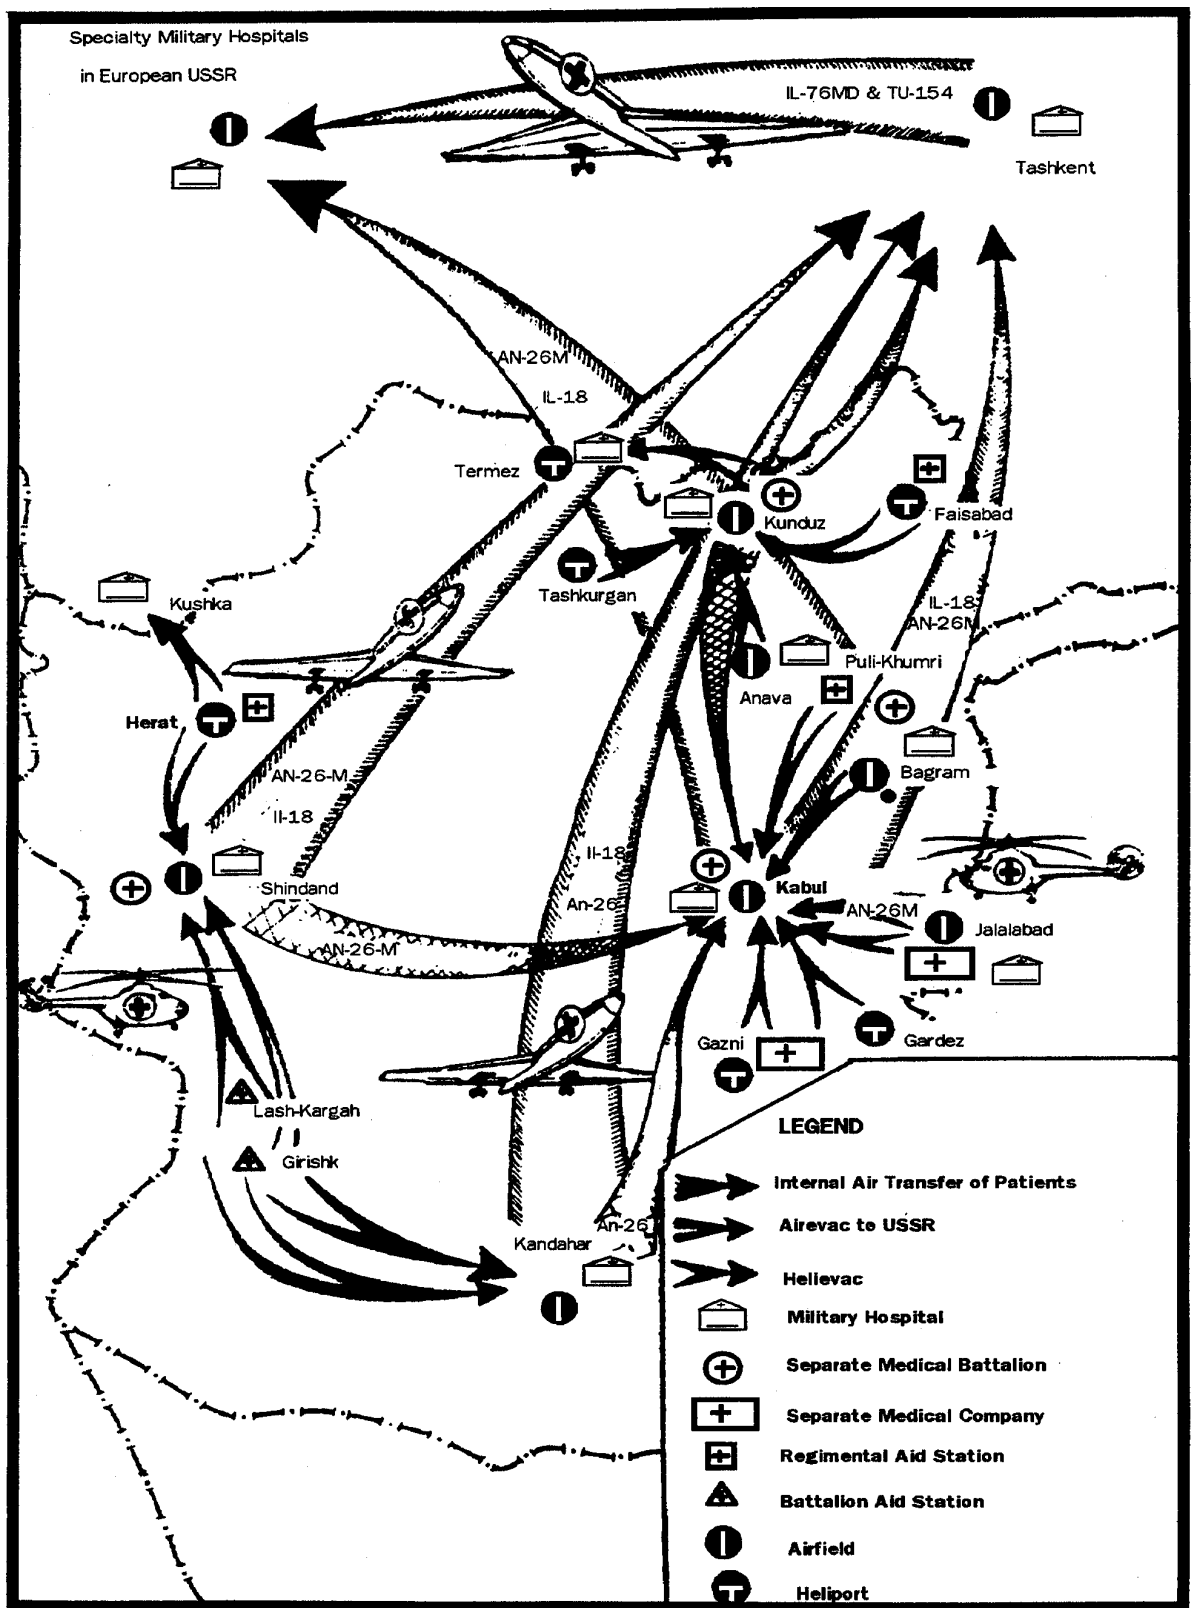 Specialty Military Hospitals
in European USSR
IL-76MD & TU-154
Tashkent
AN-26M
IL-18
Termez
Kunduz
Faisabad
Tashkurgan
Kushka
IL-18
AN-26M
Puli-Khumri
Anava
Herat
Bagram
AN-26-M
Il-18
Il-18
Shindand
Kabul
An-26
AN-26M
Jalalabad
AN-26-M
Gazni
Gardez
Lash-Kargah
Girishk
An-26
Kandahar
LEGEND
Internal Air Transfer of Patients
Airevac to USSR
Helievac
Military Hospital
Separate Medical Battalion
Separate Medical Company
Regimental Aid Station
Battalion Aid Station
Airfield
Heliport